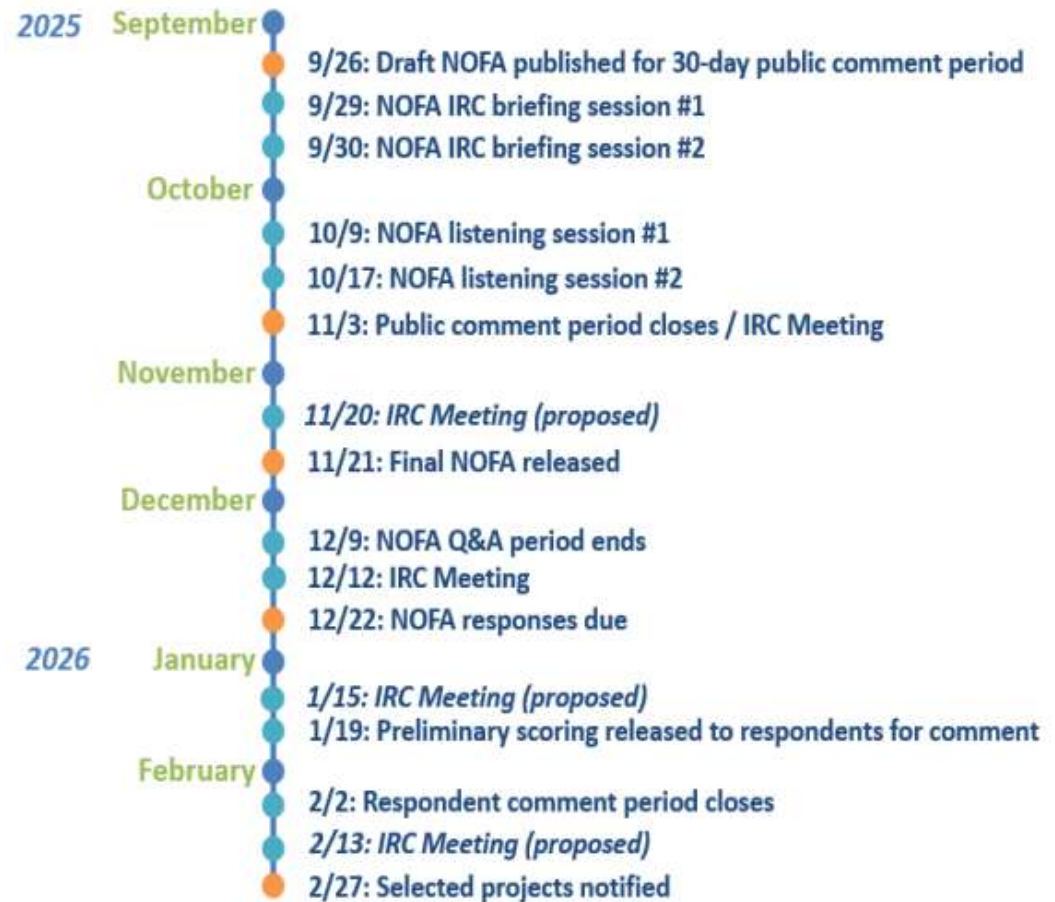 2025 September
9/26: Draft NOFA published for 30-day public comment period
9/29: NOFA IRC briefing session #1
9/30: NOFA IRC briefing session #2
October
10/9: NOFA listening session #1
10/17: NOFA listening session #2
11/3: Public comment period closes / IRC Meeting
November
11/20: IRC Meeting (proposed)
11/21: Final NOFA released
December
12/9: NOFA Q&A period ends
12/12: IRC Meeting
12/22: NOFA responses due
2026 January
1/15: IRC Meeting (proposed)
1/19: Preliminary scoring released to respondents for comment
February
2/2: Respondent comment period closes
2/13: IRC Meeting (proposed)
2/27: Selected projects notified